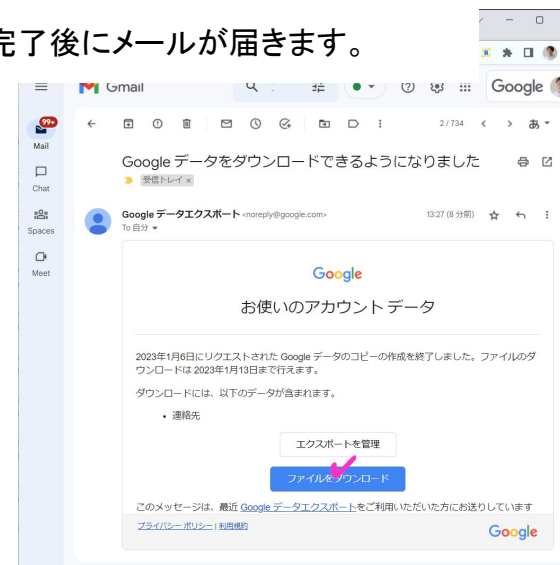 完了後にメールが届きます。
Gmail
Google
99+
2 / 734
あ
Mail
Google データをダウンロードできるようになりました
受信トレイ ×
Chat
Google データエクスポート <noreply@google.com>
13:27 (8 分前)
To 自分
Spaces
Meet
Google
お使いのアカウント データ
2023年1月6日にリクエストされた Google データのコピーの作成を終了しました。ファイルのダ
ウンロードは 2023年1月13日まで行えます。
ダウンロードには、以下のデータが含まれます。
• 連絡先
エクスポートを管理
ファイルをダウンロード
このメッセージは、最近 Google データエクスポートをご利用いただいた方にお送りしています
プライバシー ポリシー | 利用規約
Google